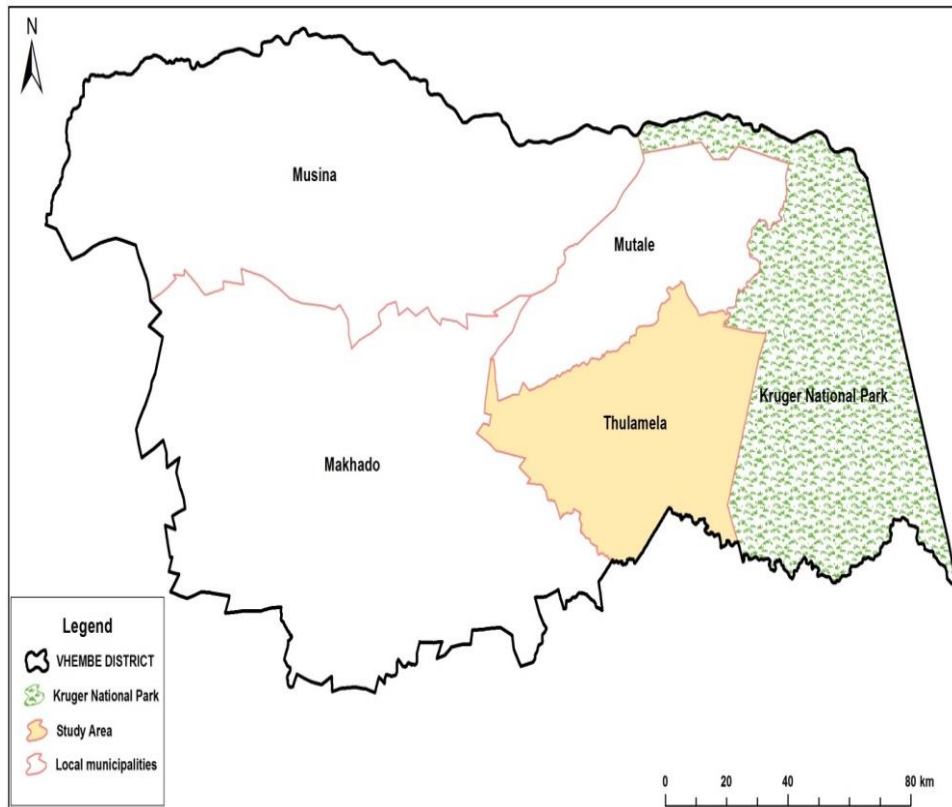 N
Musina
Mutale
Kruger National Park
Thulamela
Makhado
Legend
VHEMBE DISTRICT
Kruger National Park
Study Area
Local municipalities
0 20 40 80 km